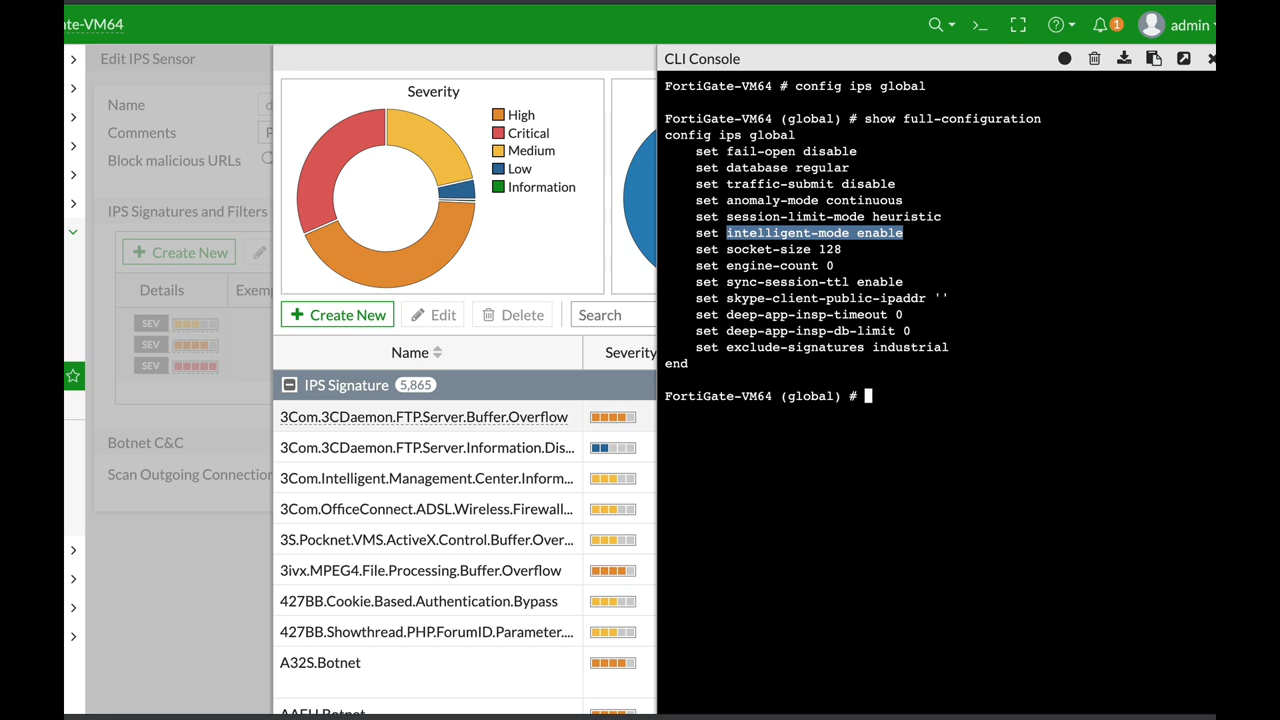 te-VM64
admin
Edit IPS Sensor
Name
Comments
Block malicious URLs
IPS Signatures and Filters
Create New
Details
Exemp
SEV
SEV
SEV
Botnet C&C
Scan Outgoing Connection
Severity
High
Critical
Medium
Low
Information
Create New
Edit
Delete
Search
Name
Severity
IPS Signature 5,865
3Com.3CDaemon.FTP.Server.Buffer.Overflow
3Com.3CDaemon.FTP.Server.Information.Dis...
3Com.Intelligent.Management.Center.Inform...
3Com.OfficeConnect.ADSL.Wireless.Firewall...
3S.Pocknet.VMS.ActiveX.Control.Buffer.Over...
3ivx.MPEG4.File.Processing.Buffer.Overflow
427BB.Cookie.Based.Authentication.Bypass
427BB.Showthread.PHP.ForumID.Parameter....
A32S.Botnet
AAEH.Botnet
CLI Console
FortiGate-VM64 # config ips global
FortiGate-VM64 (global) # show full-configuration
config ips global
set fail-open disable
set database regular
set traffic-submit disable
set anomaly-mode continuous
set session-limit-mode heuristic
set intelligent-mode enable
set socket-size 128
set engine-count 0
set sync-session-ttl enable
set skype-client-public-ipaddr ''
set deep-app-insp-timeout 0
set deep-app-insp-db-limit 0
set exclude-signatures industrial
end
FortiGate-VM64 (global) #